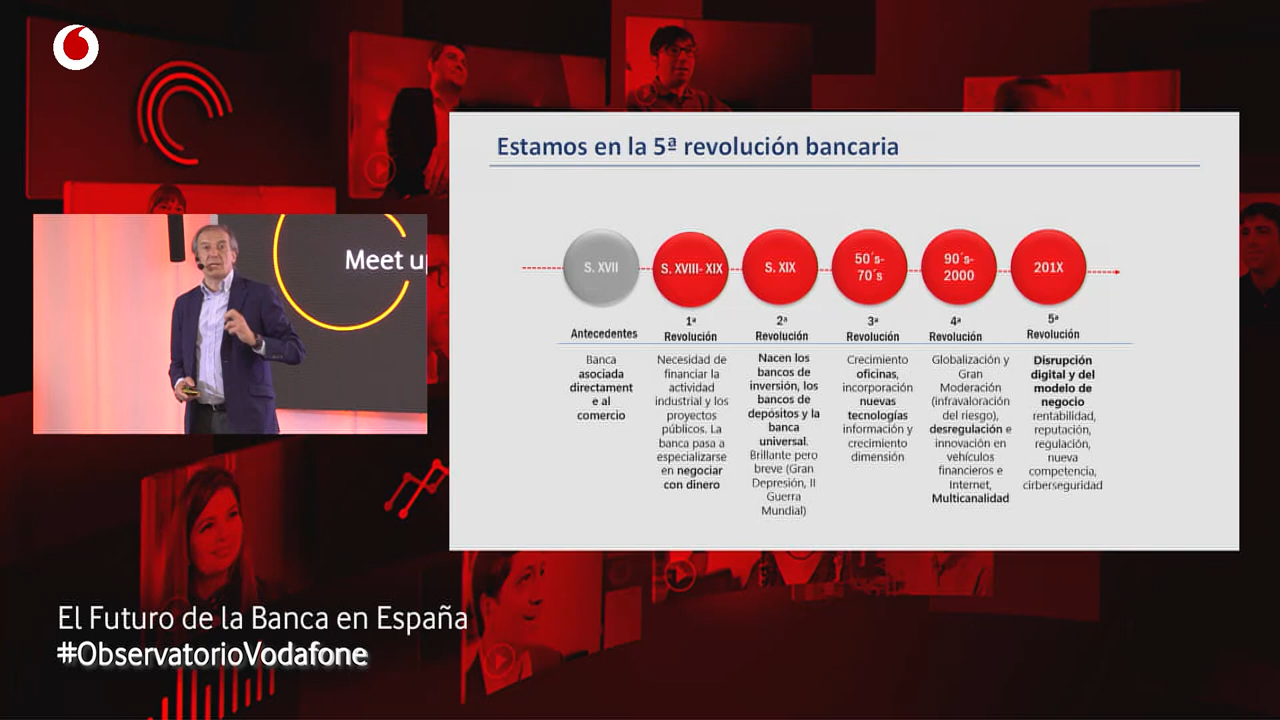 Meet u
Estamos en la 5ª revolución bancaria
S. XVII
S. XVIII- XIX
S. XIX
50´s-
70´s
90´s-
2000
201X
Antecedentes
1ª
Revolución
2ª
Revolución
3ª
Revolución
4ª
Revolución
5ª
Revolución
Banca
asociada
directament
e al
comercio
Necesidad de
financiar la
actividad
industrial y los
proyectos
públicos. La
banca pasa a
especializarse
en negociar
con dinero
Nacen los
bancos de
inversión, los
bancos de
depósitos y la
banca
universal.
Brillante pero
breve (Gran
Depresión, II
Guerra
Mundial)
Crecimiento
oficinas,
incorporación
nuevas
tecnologías
información y
crecimiento
dimensión
Globalización y
Gran
Moderación
(infravaloración
del riesgo),
desregulación e
innovación en
vehículos
financieros e
Internet,
Multicanalidad
Disrupción
digital y del
modelo de
negocio
rentabilidad,
reputación,
regulación,
nueva
competencia,
cirberseguridad
El Futuro de la Banca en España
#ObservatorioVodafone